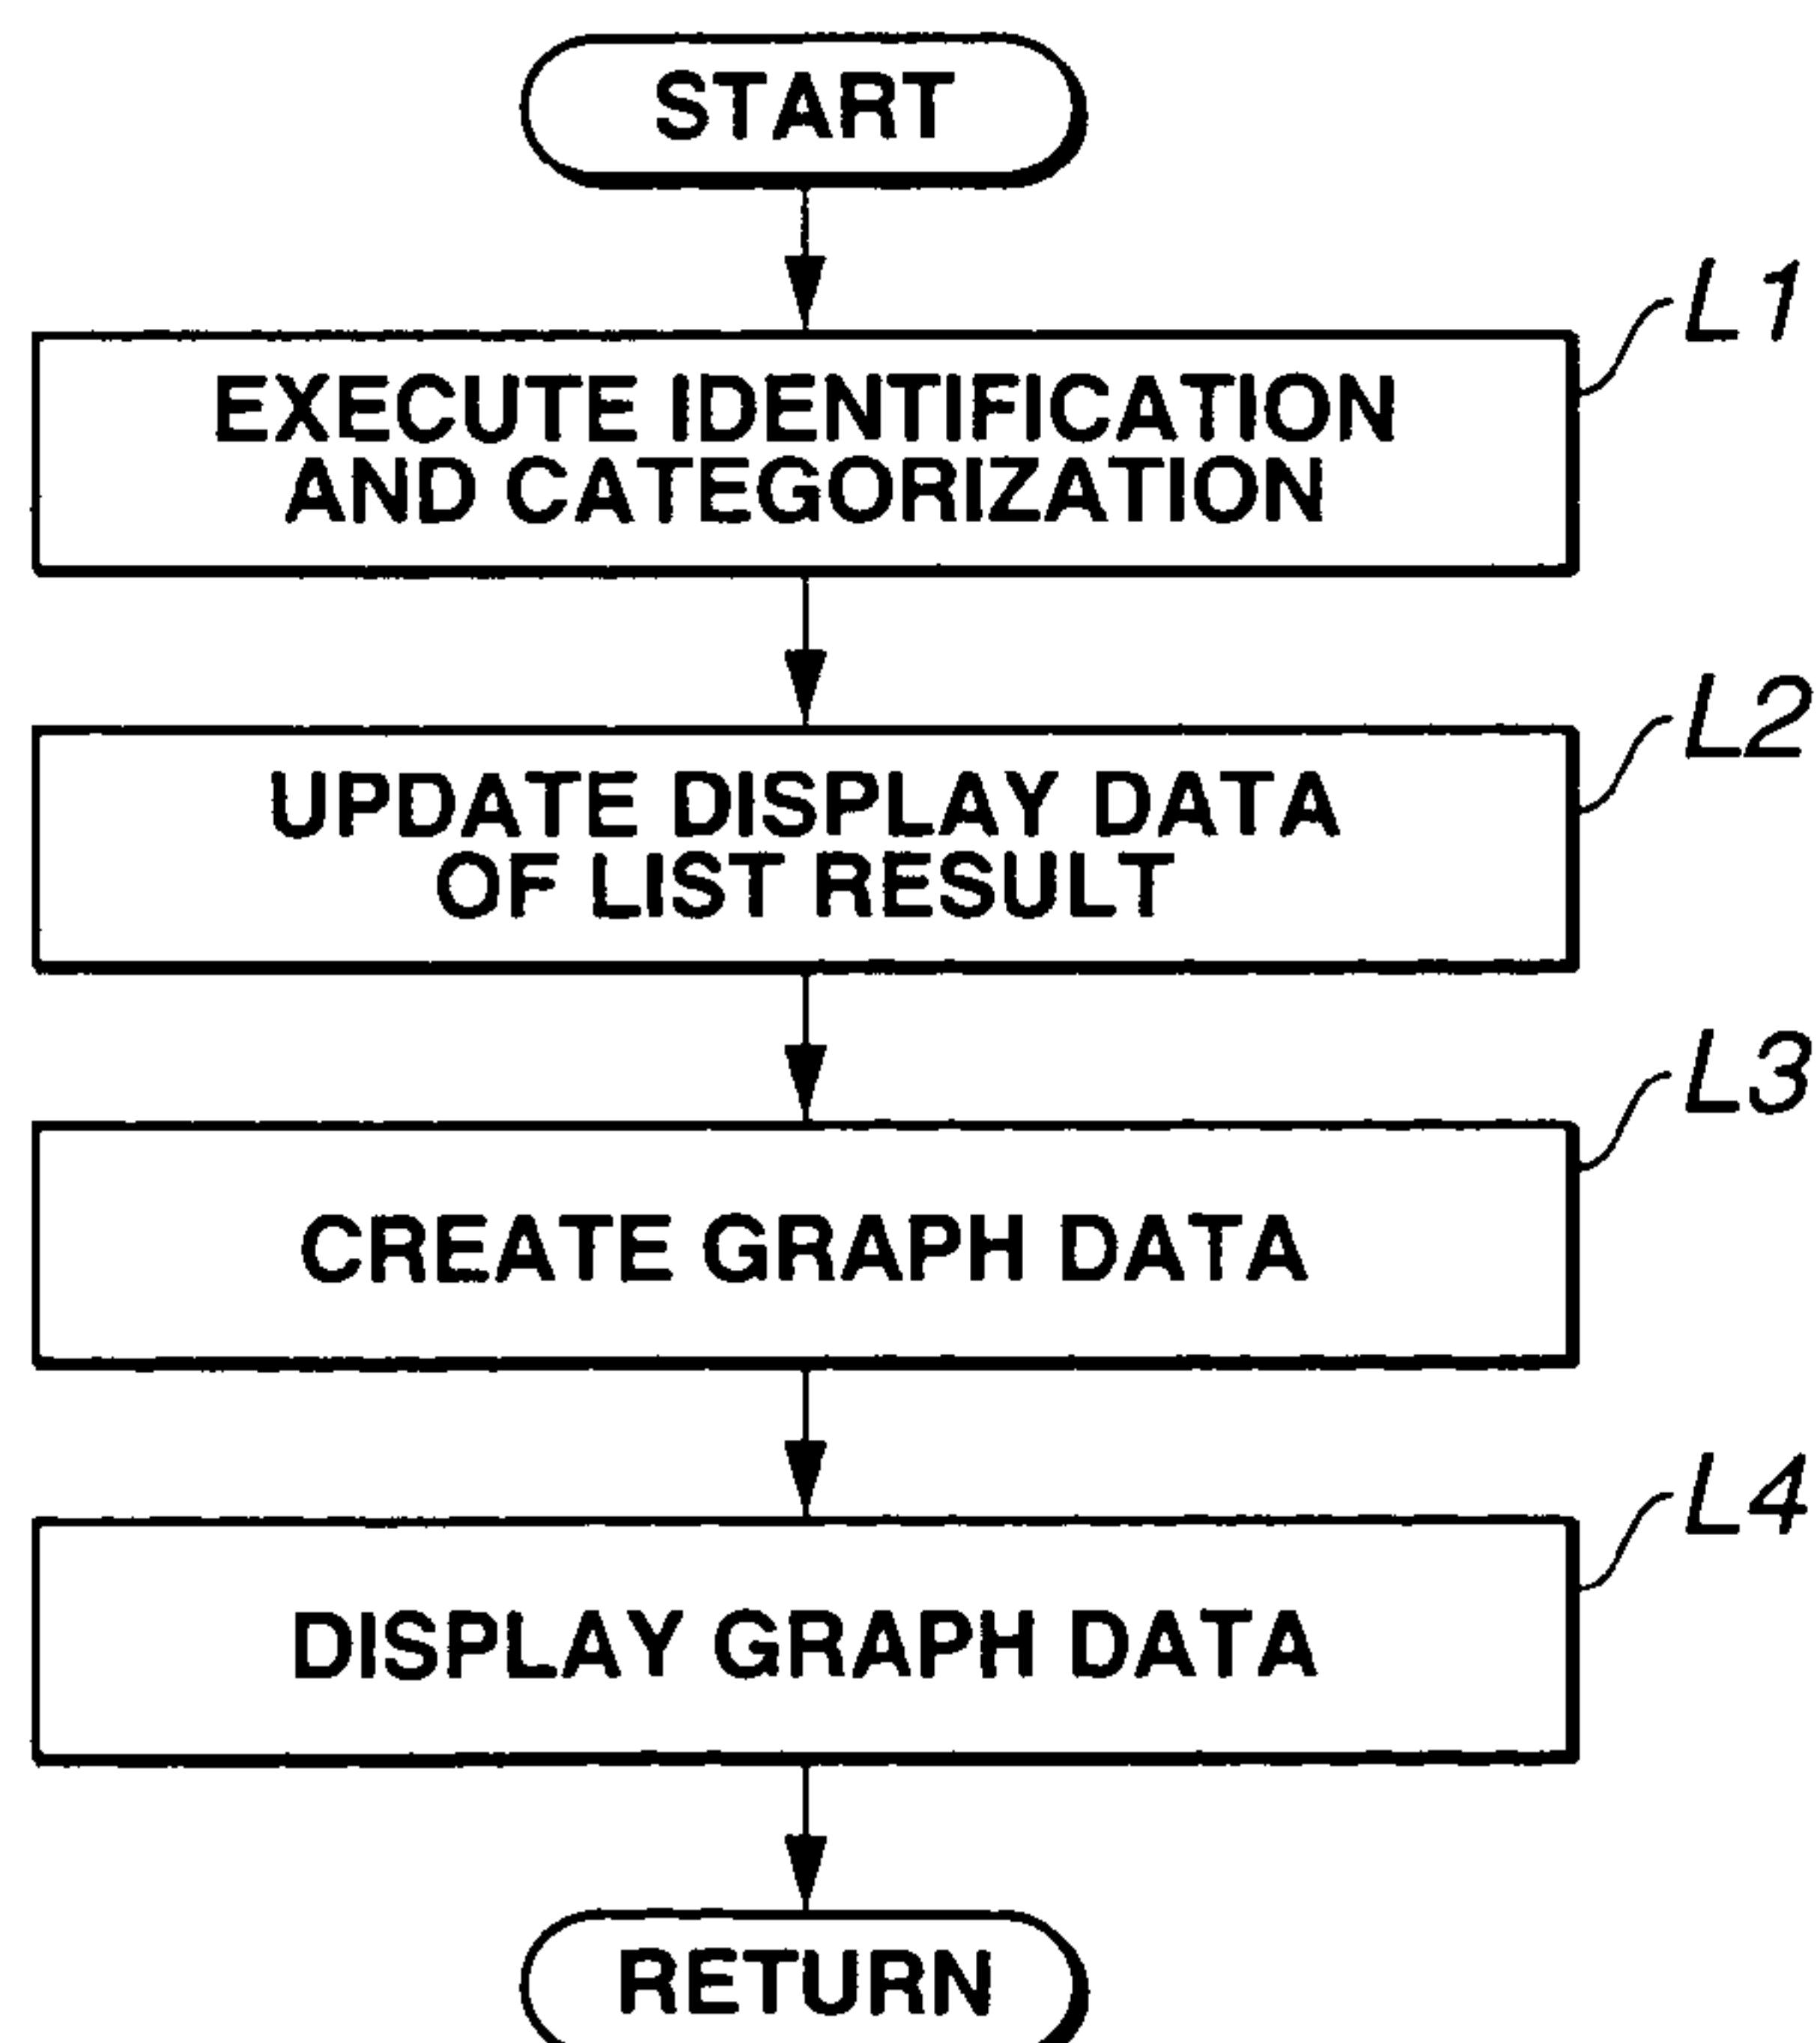 START
L1
EXECUTE IDENTIFICATION
AND CATEGORIZATION
L2
UPDATE DISPLAY DATA
OF LIST RESULT
L3
CREATE GRAPH DATA
L4
DISPLAY GRAPH DATA
RETURN